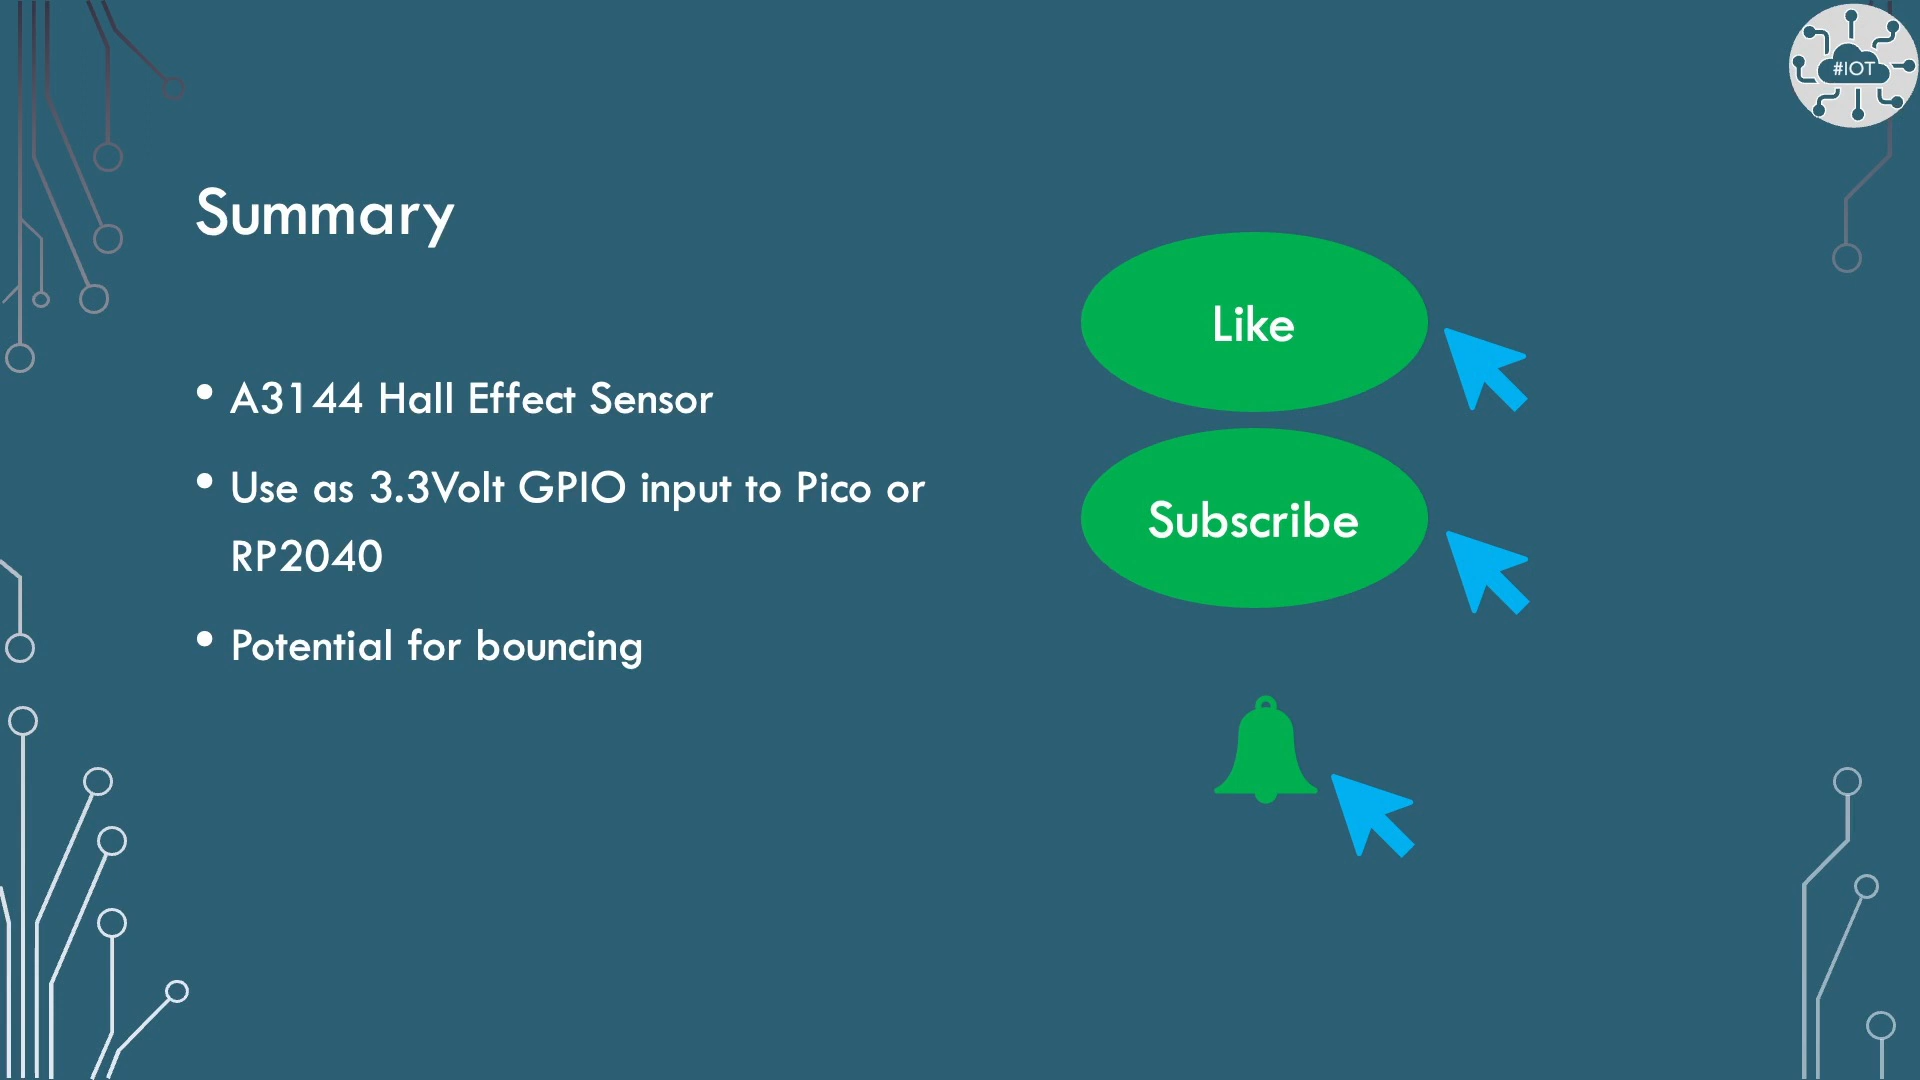 #IOT
Summary
• A3144 Hall Effect Sensor
• Use as 3.3Volt GPIO input to Pico or
RP2040
• Potential for bouncing
Like
Subscribe